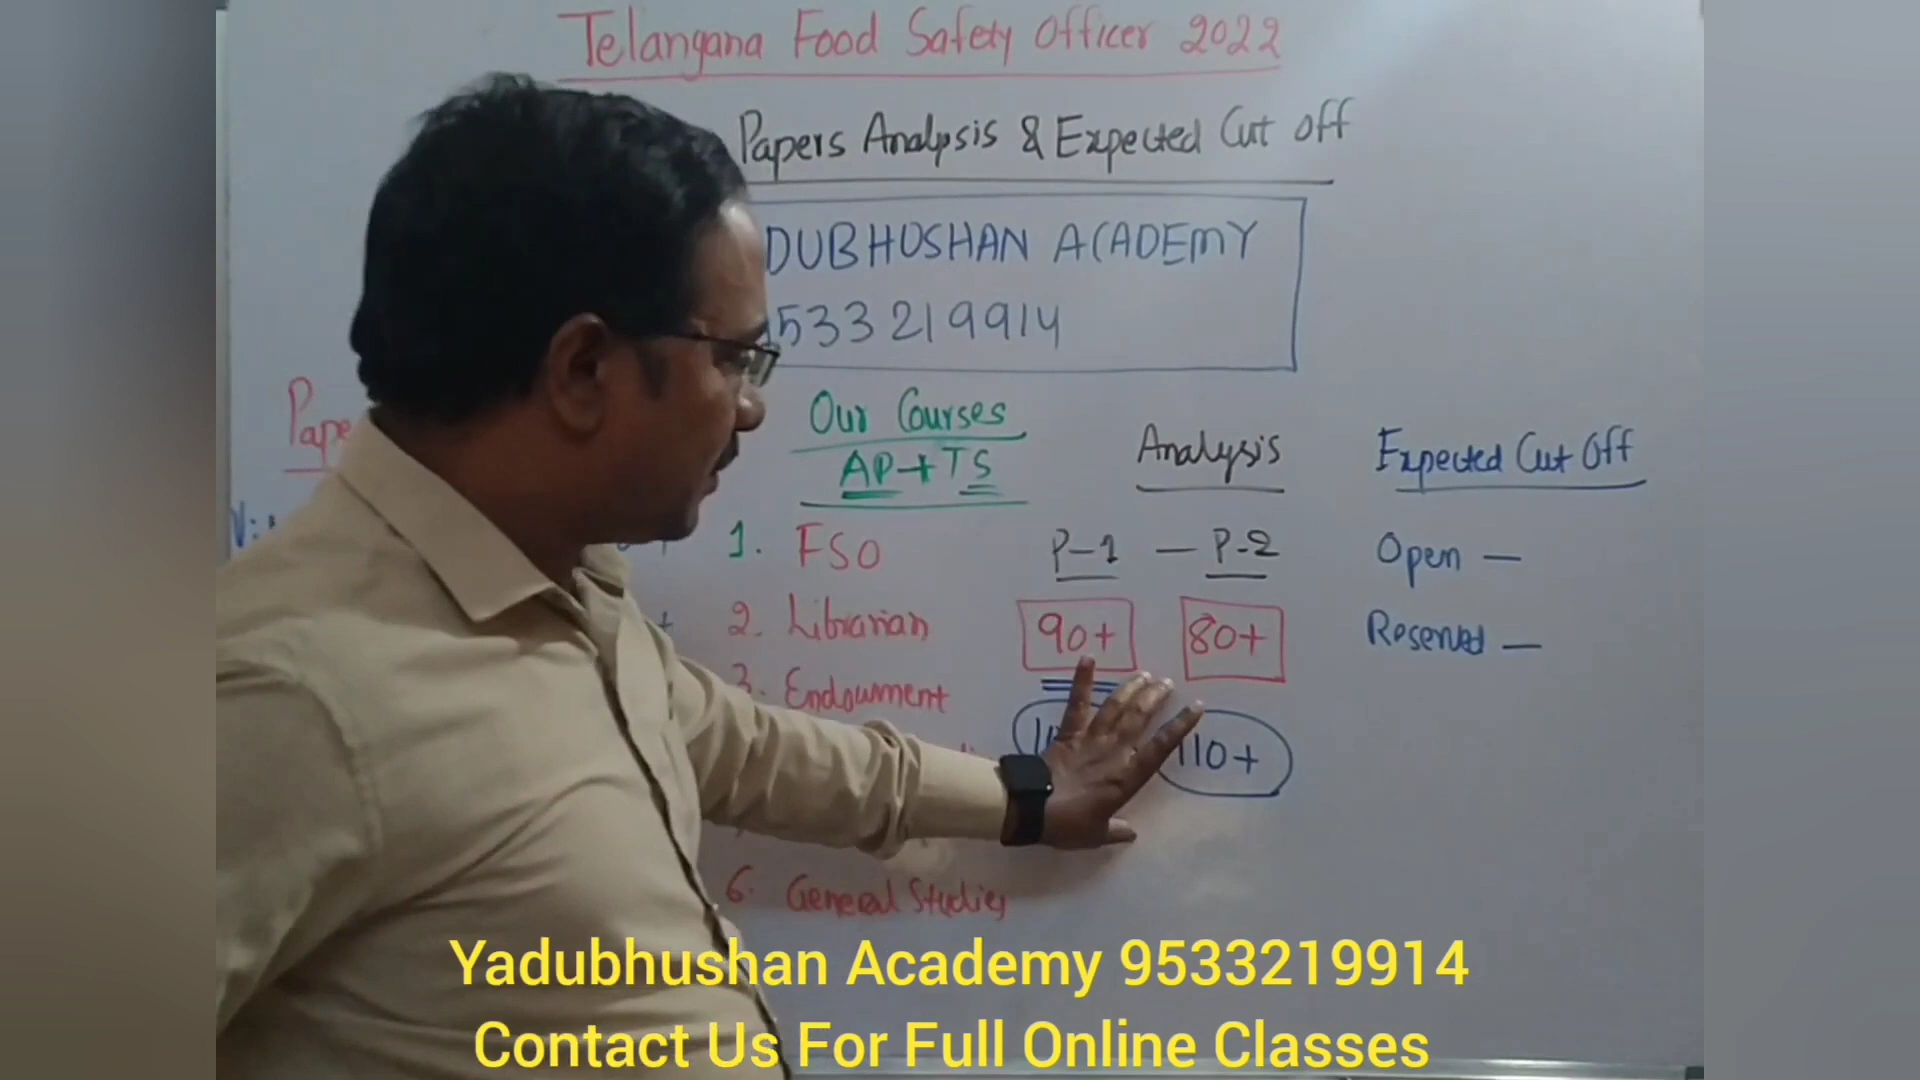 Telangana Food Safety Officer 2022
Papers Analysis & Expected Cut off
DUBHUSHAN ACADEMY
533219914
Our Courses
AP+TS
1. FSO
2. Librarian
3. Endowment
6. General Studies
Analysis
P-1 — P-2
90+ 80+
110+
Expected Cut Off
Open —
Reserved —
Yadubhushan Academy 9533219914
Contact Us For Full Online Classes